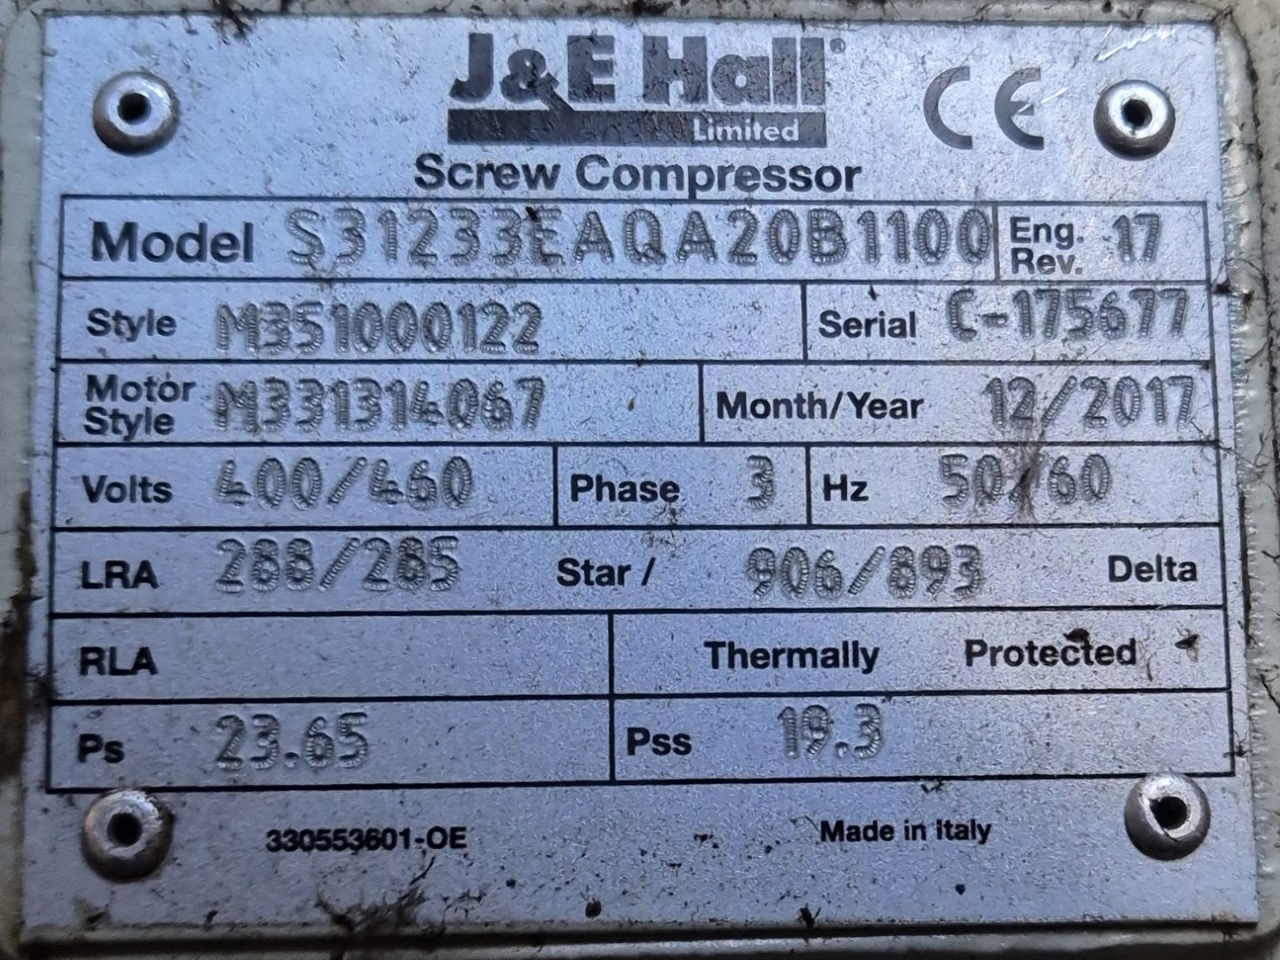 J&E Hall®
Limited
CE
Screw Compressor
Model S31233EAQA20B1100 Eng. Rev. 17
Style M351000122 Serial C-175677
Motor Style M331314067 Month/Year 12/2017
Volts 400/460 Phase 3 Hz 50/60
LRA 288/285 Star / 906/893 Delta
RLA Thermally Protected
Ps 23.65 Pss 19.3
330553601-OE Made in Italy